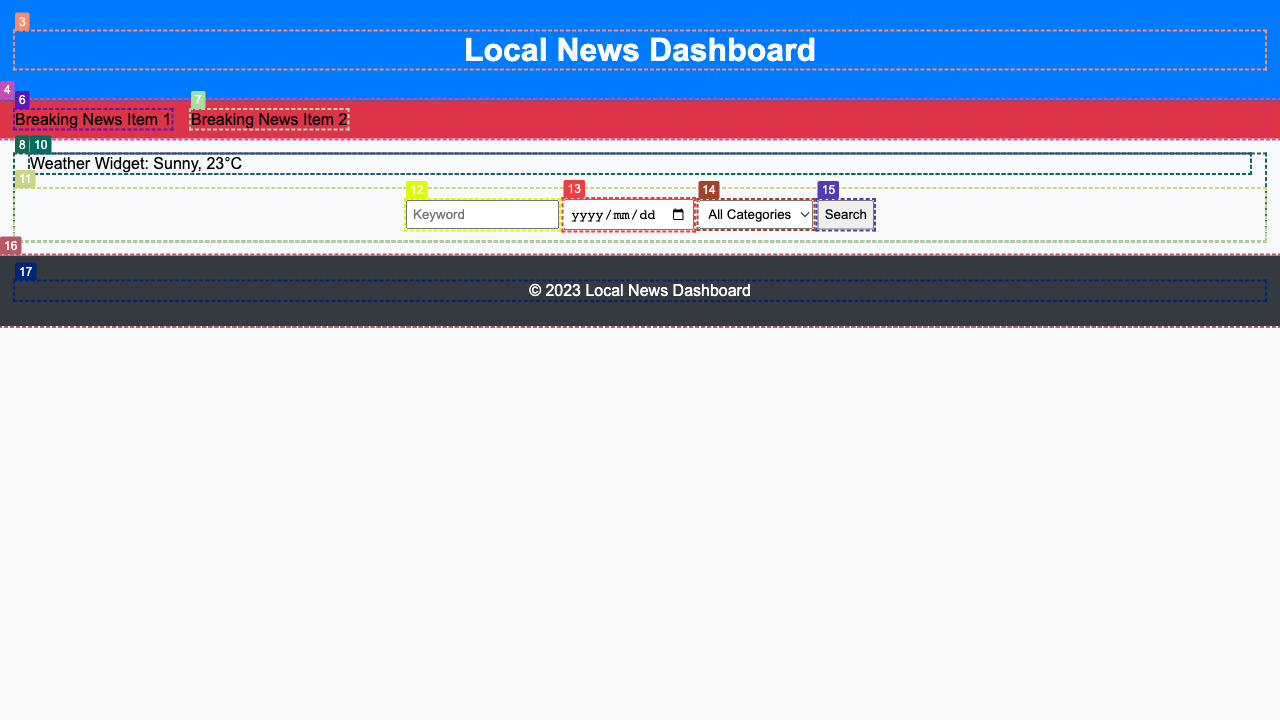 3
Local News Dashboard
4
6 7
Breaking News Item 1 Breaking News Item 2
8 10
Weather Widget: Sunny, 23°C
11
12 13 14 15
Keyword yyyy/mm/dd All Categories Search
16
17
© 2023 Local News Dashboard